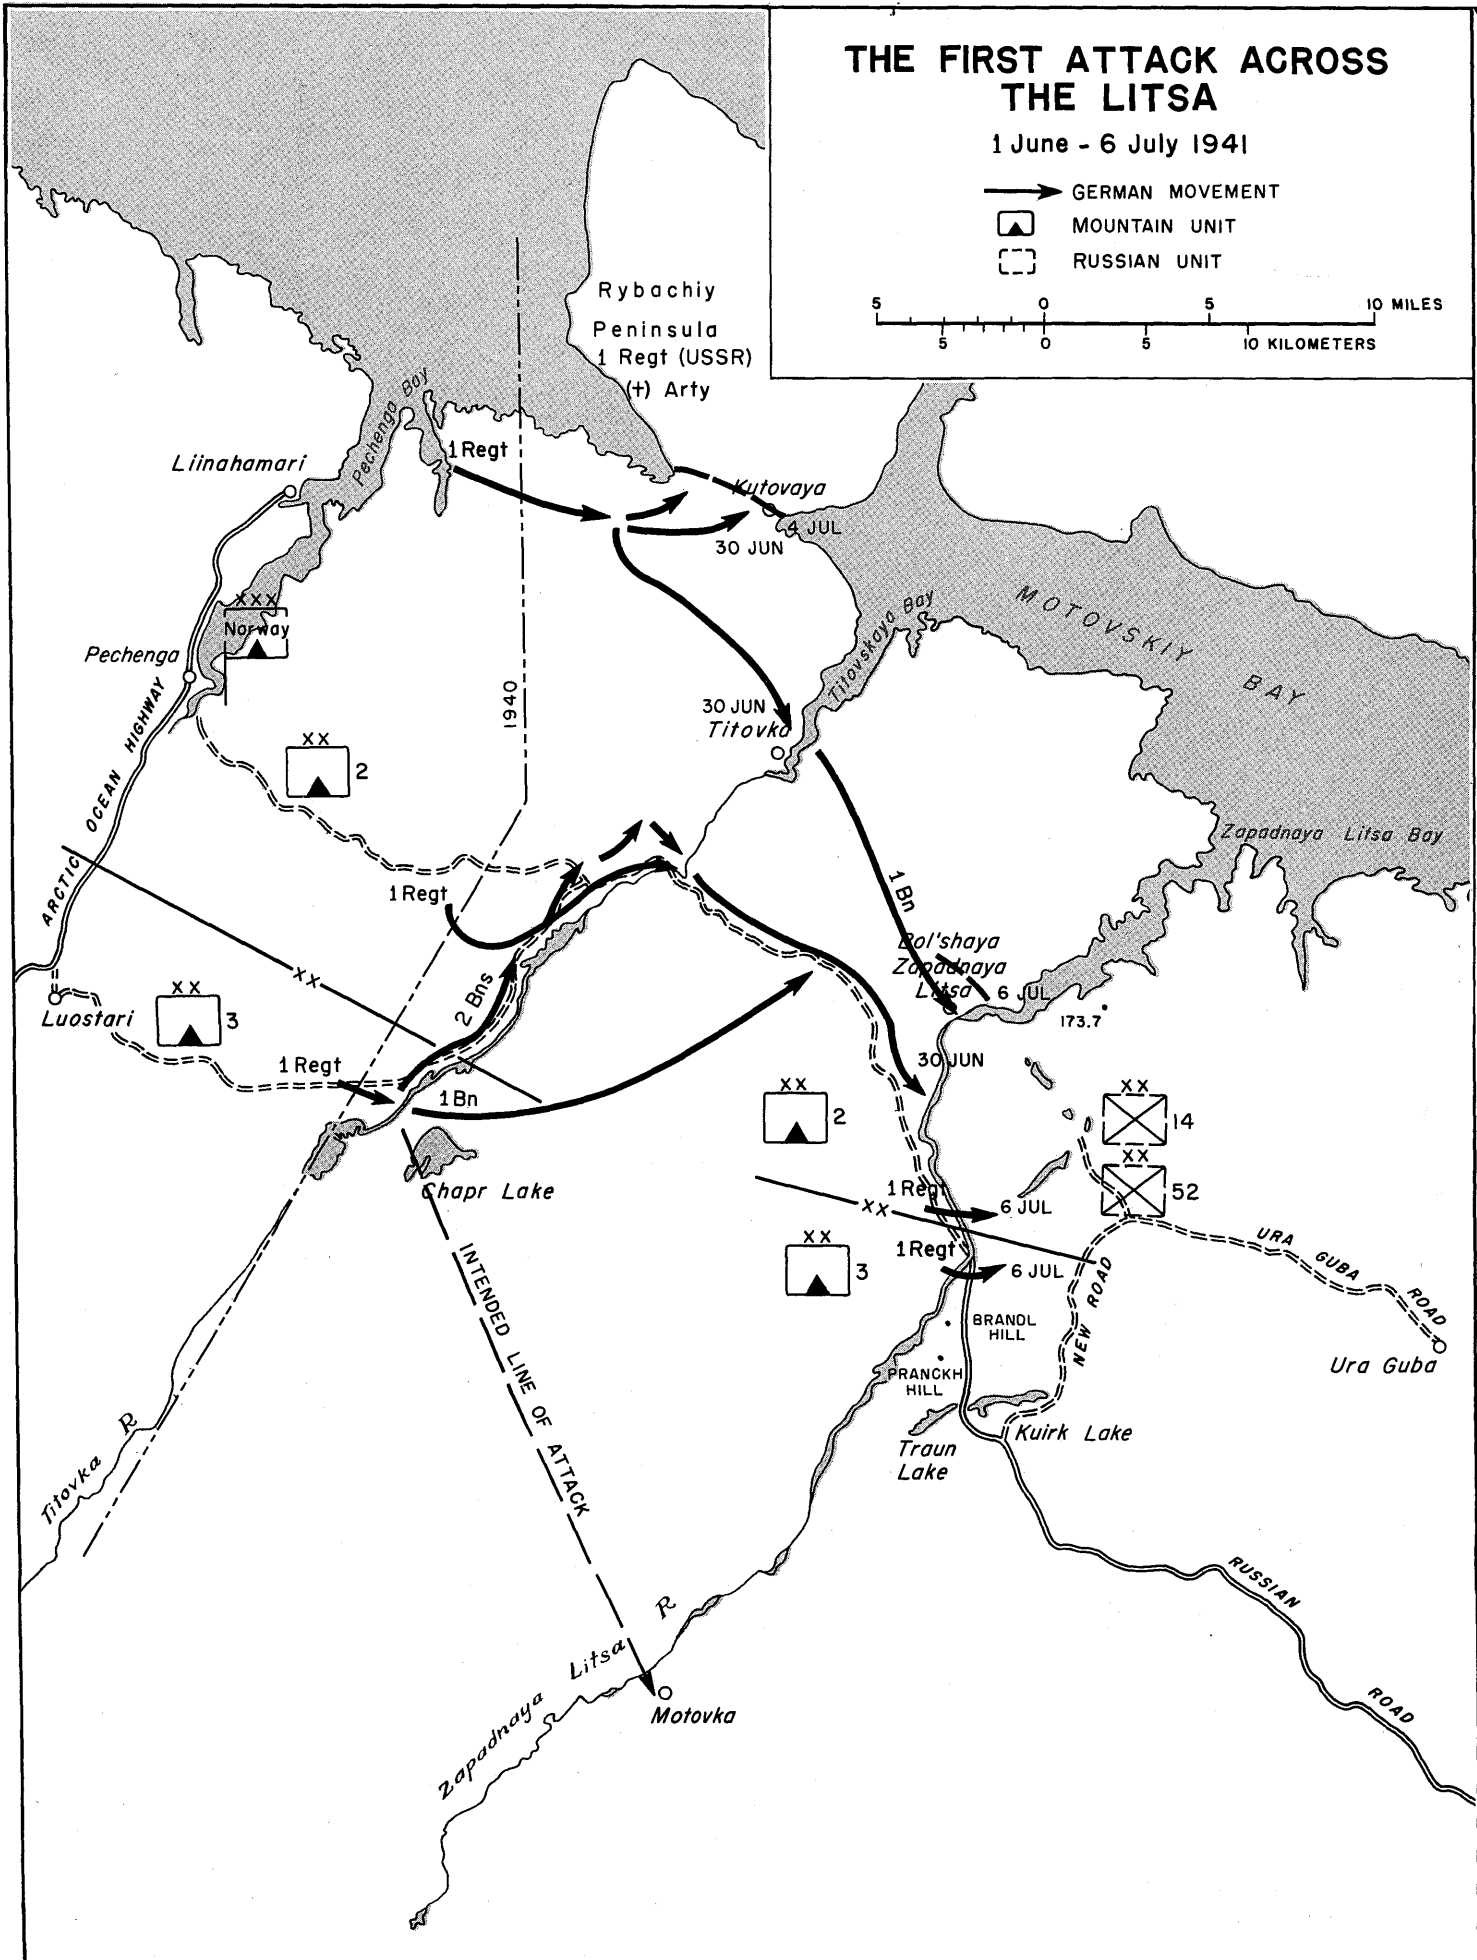 THE FIRST ATTACK ACROSS
THE LITSA
1 June - 6 July 1941
GERMAN MOVEMENT
MOUNTAIN UNIT
RUSSIAN UNIT
5 0 5 10 MILES
5 0 5 10 KILOMETERS
Rybachiy
Peninsula
1 Regt (USSR)
(+) Arty
Pechenga Bay
Liinahamari
1 Regt
Kutovaya
4 JUL
30 JUN
MOTOVSKIY
BAY
Titovskaya Bay
XXX
Norway
Pechenga
ARCTIC OCEAN HIGHWAY
1940
30 JUN
Titovka
XX
2
Zapadnaya Litsa Bay
1 Regt
1 Bn
Bol'shaya
Zapadnaya
Litsa
6 JUL
173.7
XX
2 Bns
XX
3
Luostari
1 Regt
1 Bn
30 JUN
XX
2
XX
14
XX
52
Chapr Lake
1 Regt
6 JUL
XX
XX
3
1 Regt
6 JUL
URA GUBA ROAD
NEW ROAD
INTENDED LINE OF ATTACK
BRANDL
HILL
Ura Guba
PRANCKH
HILL
Kuirk Lake
Traun
Lake
Titovka R
RUSSIAN ROAD
Zapadnaya Litsa R
Motovka